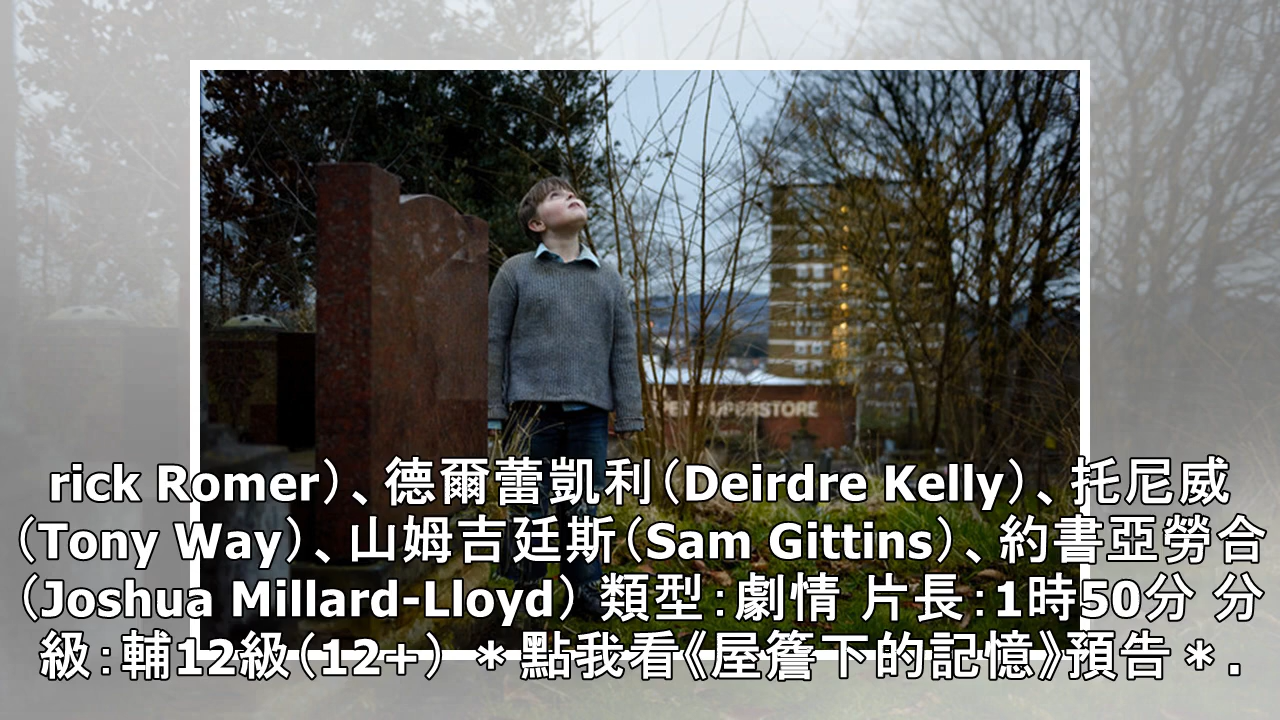 PET SUPERSTORE
rick Romer）、德爾蕾凱利（Deirdre Kelly）、托尼威
（Tony Way）、山姆吉廷斯（Sam Gittins）、約書亞勞合
（Joshua Millard-Lloyd） 類型：劇情 片長：1時50分 分
級：輔12級（12+） ＊點我看《屋簷下的記憶》預告＊.